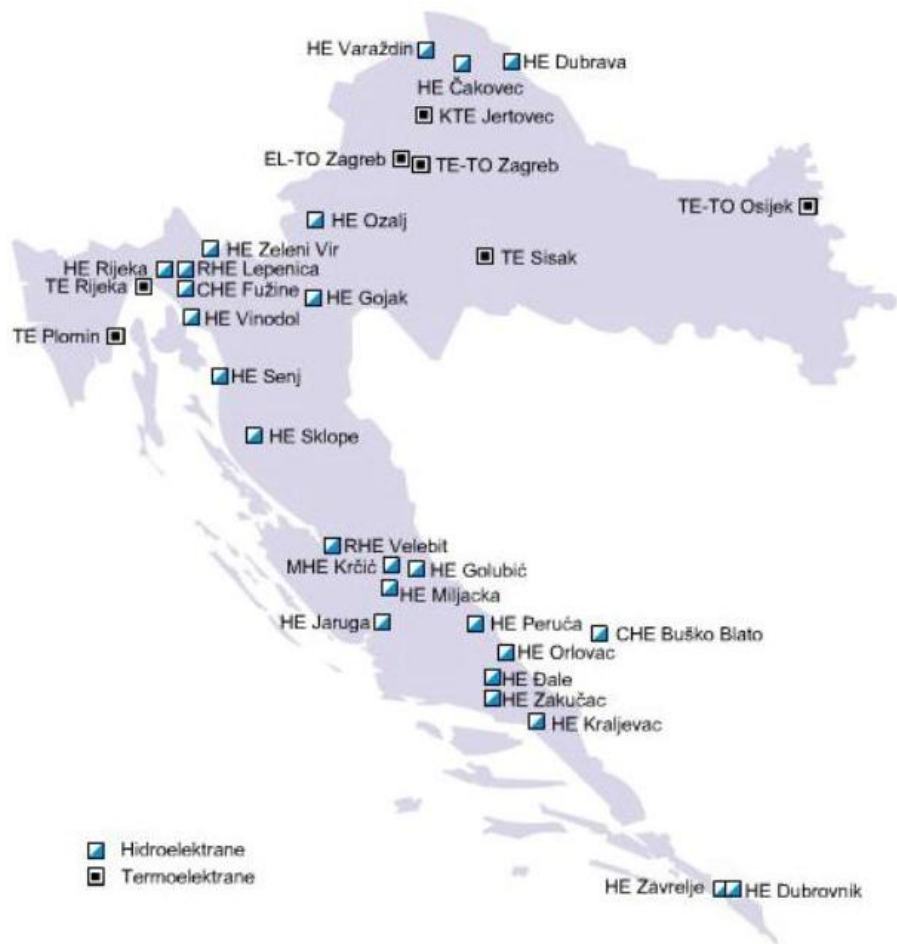 HE Varaždin
HE Dubrava
HE Čakovec
KTE Jertovec
EL-TO Zagreb
TE-TO Zagreb
TE-TO Osijek
HE Ozalj
HE Zeleni Vir
TE Sisak
HE Rijeka
RHE Lepenica
TE Rijeka
CHE Fužine
HE Gojak
HE Vinodol
TE Plomin
HE Senj
HE Sklope
RHE Velebit
MHE Krčić
HE Golubić
HE Miljacka
HE Jaruga
HE Peruća
CHE Buško Blato
HE Orlovac
HE Đale
HE Zakučac
HE Kraljevac
Hidroelektrane
Termoelektrane
HE Zavrelje
HE Dubrovnik